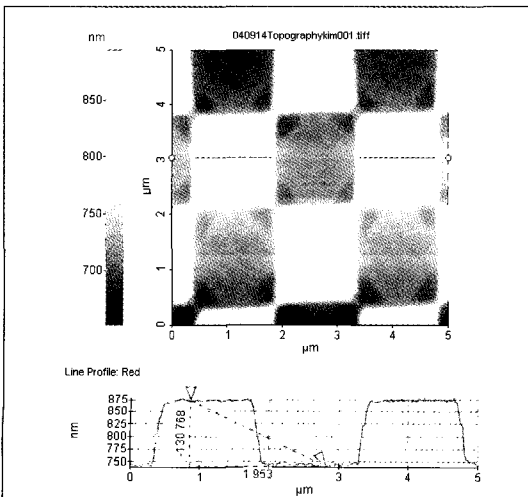 nm
040914Topographykim001.tiff
850
800
750
700
µm
5
4
3
2
1
0
0 1 2 3 4 5
µm
Line Profile: Red
nm
875
850
825
800
775
750
-130.768
1.953
0 1 2 3 4 5
µm